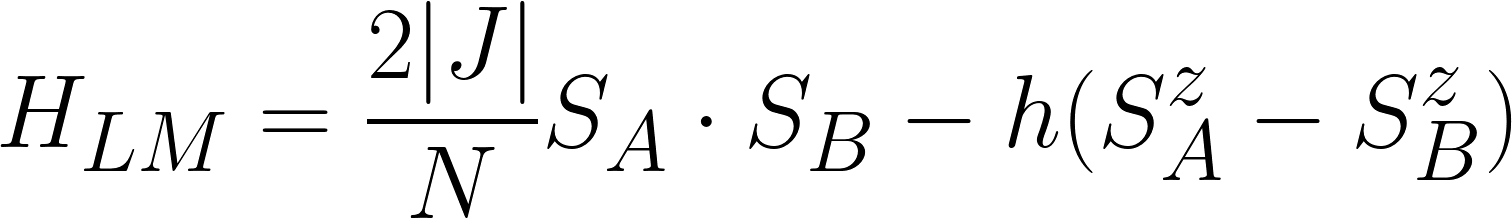 $H_{LM} = \frac{2|J|}{N} S_A \cdot S_B - h(S_A^z - S_B^z)$